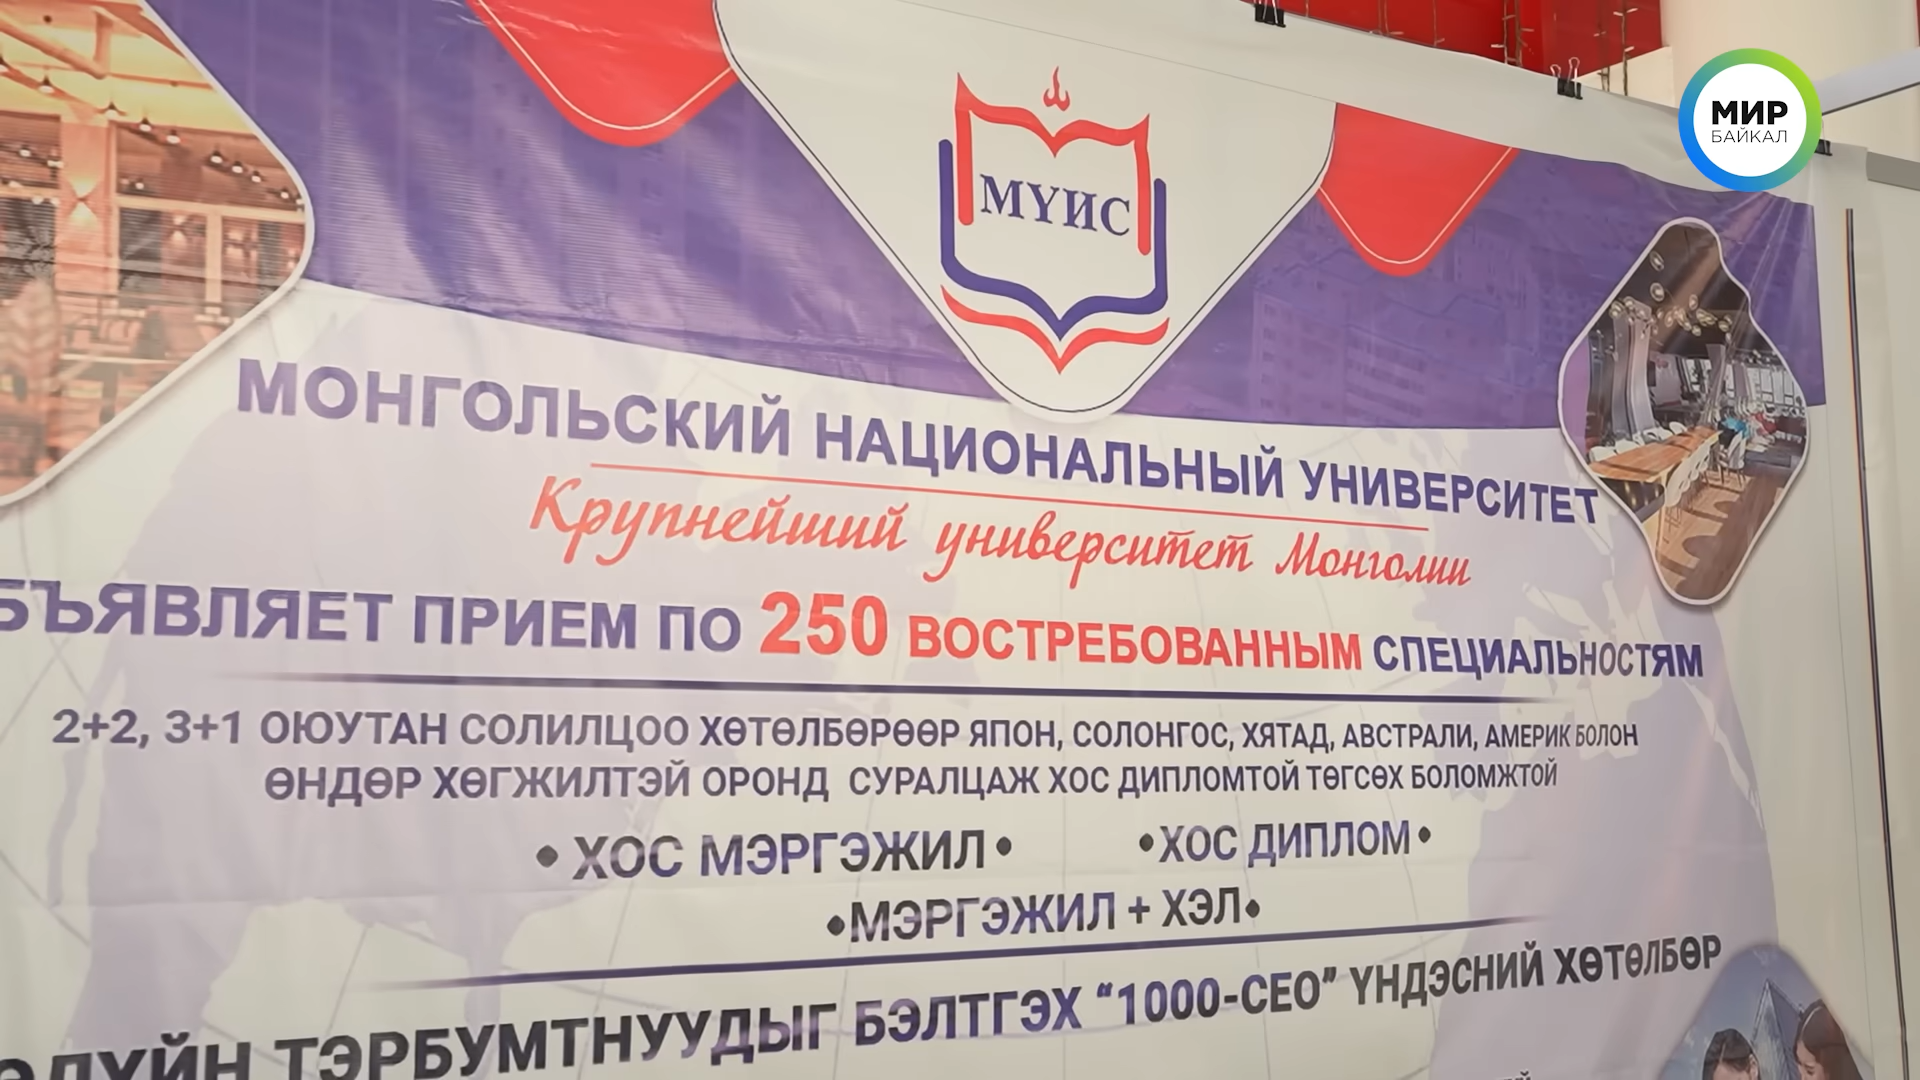 МИР
БАЙКАЛ
МҮИС
МОНГОЛЬСКИЙ НАЦИОНАЛЬНЫЙ УНИВЕРСИТЕТ
Крупнейший университет Монголии
БЪЯВЛЯЕТ ПРИЕМ ПО 250 ВОСТРЕБОВАННЫМ СПЕЦИАЛЬНОСТЯМ
2+2, 3+1 ОЮУТАН СОЛИЛЦОО ХӨТӨЛБӨРӨӨР ЯПОН, СОЛОНГОС, ХЯТАД, АВСТРАЛИ, АМЕРИК БОЛОН
ӨНДӨР ХӨГЖИЛТЭЙ ОРОНД СУРАЛЦАЖ ХОС ДИПЛОМТОЙ ТӨГСӨХ БОЛОМЖТОЙ
• ХОС МЭРГЭЖИЛ • • ХОС ДИПЛОМ •
• МЭРГЭЖИЛ + ХЭЛ •
ТЭРБУМТНУУДЫГ БЭЛТГЭХ “1000-CEO” ҮНДЭСНИЙ ХӨТӨЛБӨР